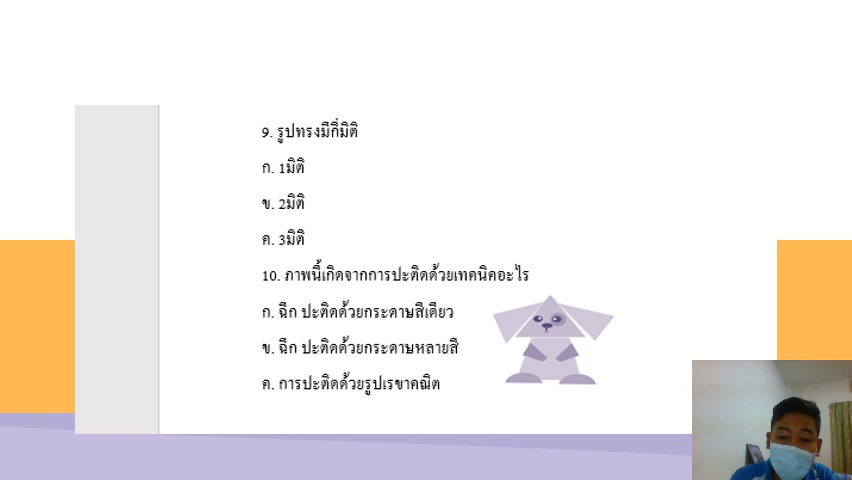 9. รูปทรงมีกี่มิติ
ก. 1มิติ
ข. 2มิติ
ค. 3มิติ
10. ภาพนี้เกิดจากการปะติดด้วยเทคนิคอะไร
ก. ฉีก ปะติดด้วยกระดาษสีเดียว
ข. ฉีก ปะติดด้วยกระดาษหลายสี
ค. การปะติดด้วยรูปเรขาคณิต